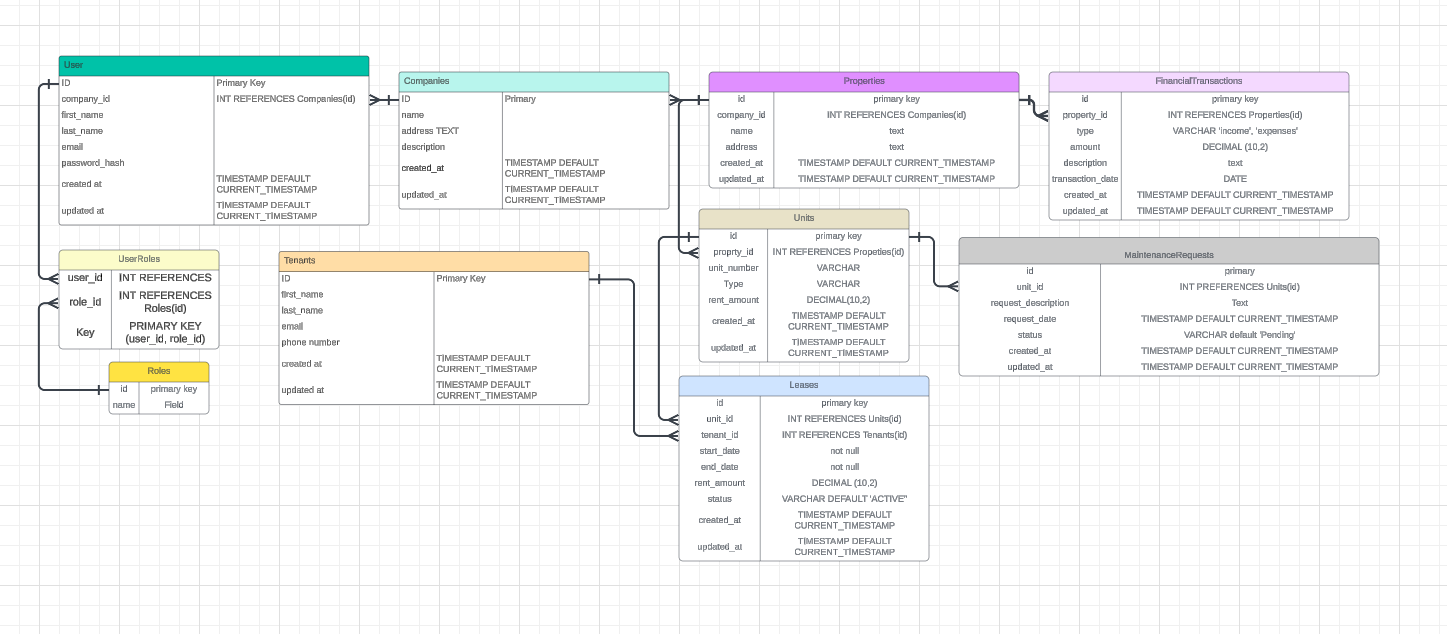 User
ID Primary Key
company_id INT REFERENCES Companies(id)
first_name
last_name
email
password_hash
created at TIMESTAMP DEFAULT
CURRENT_TIMESTAMP
updated at TIMESTAMP DEFAULT
CURRENT_TIMESTAMP
Companies
ID Primary
name
address TEXT
description
created_at TIMESTAMP DEFAULT
CURRENT_TIMESTAMP
updated_at TIMESTAMP DEFAULT
CURRENT_TIMESTAMP
Properties
id primary key
company_id INT REFERENCES Companies(id)
name text
address text
created_at TIMESTAMP DEFAULT CURRENT_TIMESTAMP
updated_at TIMESTAMP DEFAULT CURRENT_TIMESTAMP
FinancialTransactions
id primary key
property_id INT REFERENCES Properties(id)
type VARCHAR 'income', 'expenses'
amount DECIMAL (10,2)
description text
transaction_date DATE
created_at TIMESTAMP DEFAULT CURRENT_TIMESTAMP
updated_at TIMESTAMP DEFAULT CURRENT_TIMESTAMP
UserRoles
user_id INT REFERENCES
role_id INT REFERENCES
Roles(id)
Key PRIMARY KEY
(user_id, role_id)
Roles
id primary key
name Field
Tenants
ID Primary Key
first_name
last_name
email
phone number
created at TIMESTAMP DEFAULT
CURRENT_TIMESTAMP
updated at TIMESTAMP DEFAULT
CURRENT_TIMESTAMP
Units
id primary key
proprty_id INT REFERENCES Propeties(id)
unit_number VARCHAR
Type VARCHAR
rent_amount DECIMAL(10,2)
created_at TIMESTAMP DEFAULT
CURRENT_TIMESTAMP
updated_at TIMESTAMP DEFAULT
CURRENT_TIMESTAMP
MaintenanceRequests
id primary
unit_id INT PREFERENCES Units(id)
request_description Text
request_date TIMESTAMP DEFAULT CURRENT_TIMESTAMP
status VARCHAR default 'Pending'
created_at TIMESTAMP DEFAULT CURRENT_TIMESTAMP
updated_at TIMESTAMP DEFAULT CURRENT_TIMESTAMP
Leases
id primary key
unit_id INT REFERENCES Units(id)
tenant_id INT REFERENCES Tenants(id)
start_date not null
end_date not null
rent_amount DECIMAL (10,2)
status VARCHAR DEFAULT 'ACTIVE"
created_at TIMESTAMP DEFAULT
CURRENT_TIMESTAMP
updated_at TIMESTAMP DEFAULT
CURRENT_TIMESTAMP